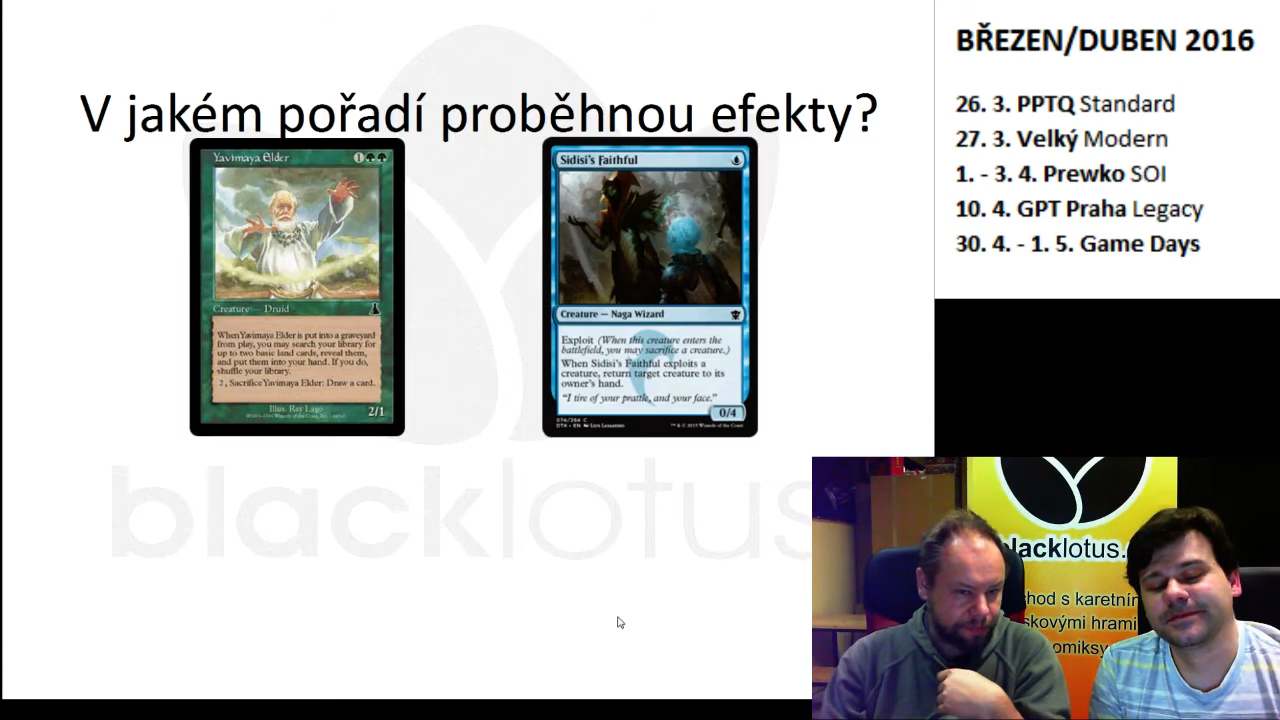 V jakém pořadí proběhnou efekty?
Yavimaya Elder 1
Creature — Druid
When Yavimaya Elder is put into a graveyard
from play, you may search your library for
up to two basic land cards, reveal them,
and put them into your hand. If you do,
shuffle your library.
2, Sacrifice Yavimaya Elder: Draw a card.
Illus. Ray Lago
2/1
Sidisi's Faithful
Creature — Naga Wizard
Exploit (When this creature enters the
battlefield, you may sacrifice a creature.)
When Sidisi's Faithful exploits a
creature, return target creature to its
owner's hand.
"I tire of your prattle, and your face."
0/4
DTK • EN
blacklotus
BŘEZEN/DUBEN 2016
26. 3. PPTQ Standard
27. 3. Velký Modern
1. - 3. 4. Prewko SOI
10. 4. GPT Praha Legacy
30. 4. - 1. 5. Game Days
blacklotus.
s karetním